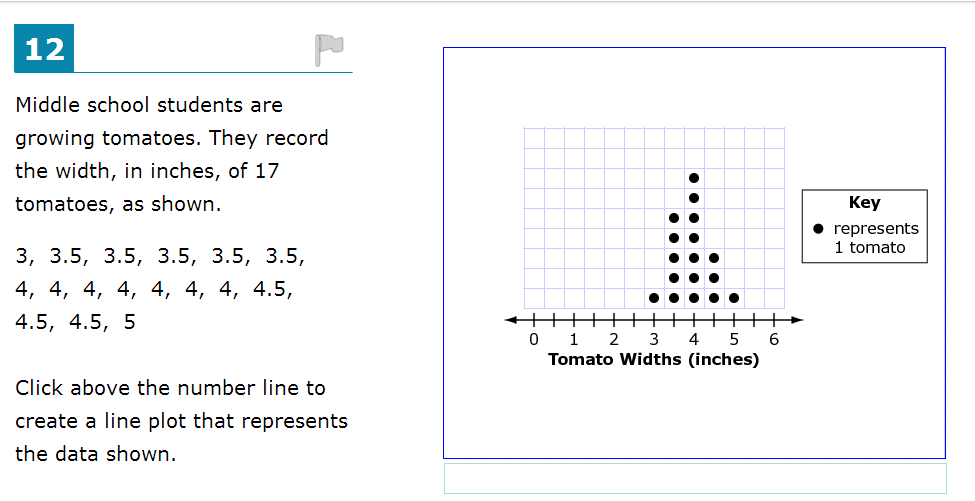 12
Middle school students are
growing tomatoes. They record
the width, in inches, of 17
tomatoes, as shown.
3, 3.5, 3.5, 3.5, 3.5, 3.5,
4, 4, 4, 4, 4, 4, 4, 4.5,
4.5, 4.5, 5
Click above the number line to
create a line plot that represents
the data shown.
0 1 2 3 4 5 6
Tomato Widths (inches)
Key
represents
1 tomato